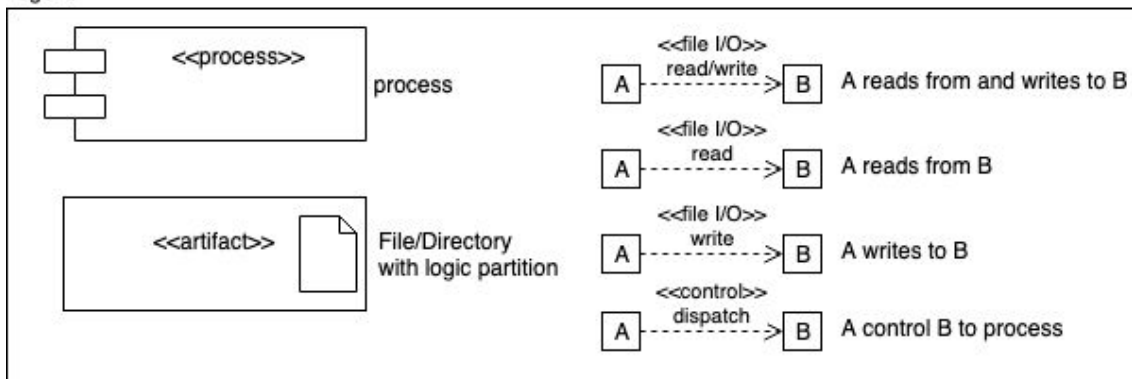 <<process>>
process
<<artifact>>
File/Directory
with logic partition
<<file I/O>>
read/write
A
B
A reads from and writes to B
<<file I/O>>
read
A
B
A reads from B
<<file I/O>>
write
A
B
A writes to B
<<control>>
dispatch
A
B
A control B to process